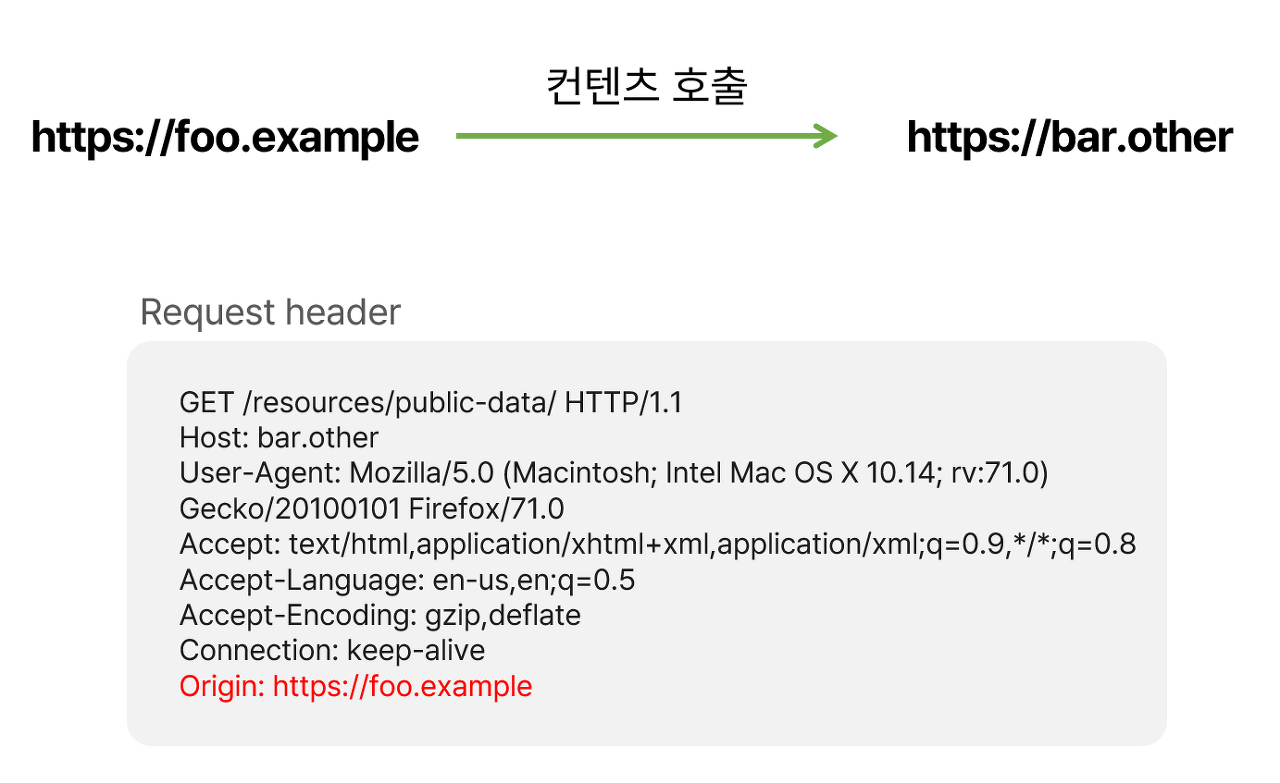 컨텐츠 호출
https://foo.example
https://bar.other
Request header
GET /resources/public-data/ HTTP/1.1
Host: bar.other
User-Agent: Mozilla/5.0 (Macintosh; Intel Mac OS X 10.14; rv:71.0)
Gecko/20100101 Firefox/71.0
Accept: text/html,application/xhtml+xml,application/xml;q=0.9,*/*;q=0.8
Accept-Language: en-us,en;q=0.5
Accept-Encoding: gzip,deflate
Connection: keep-alive
Origin: https://foo.example